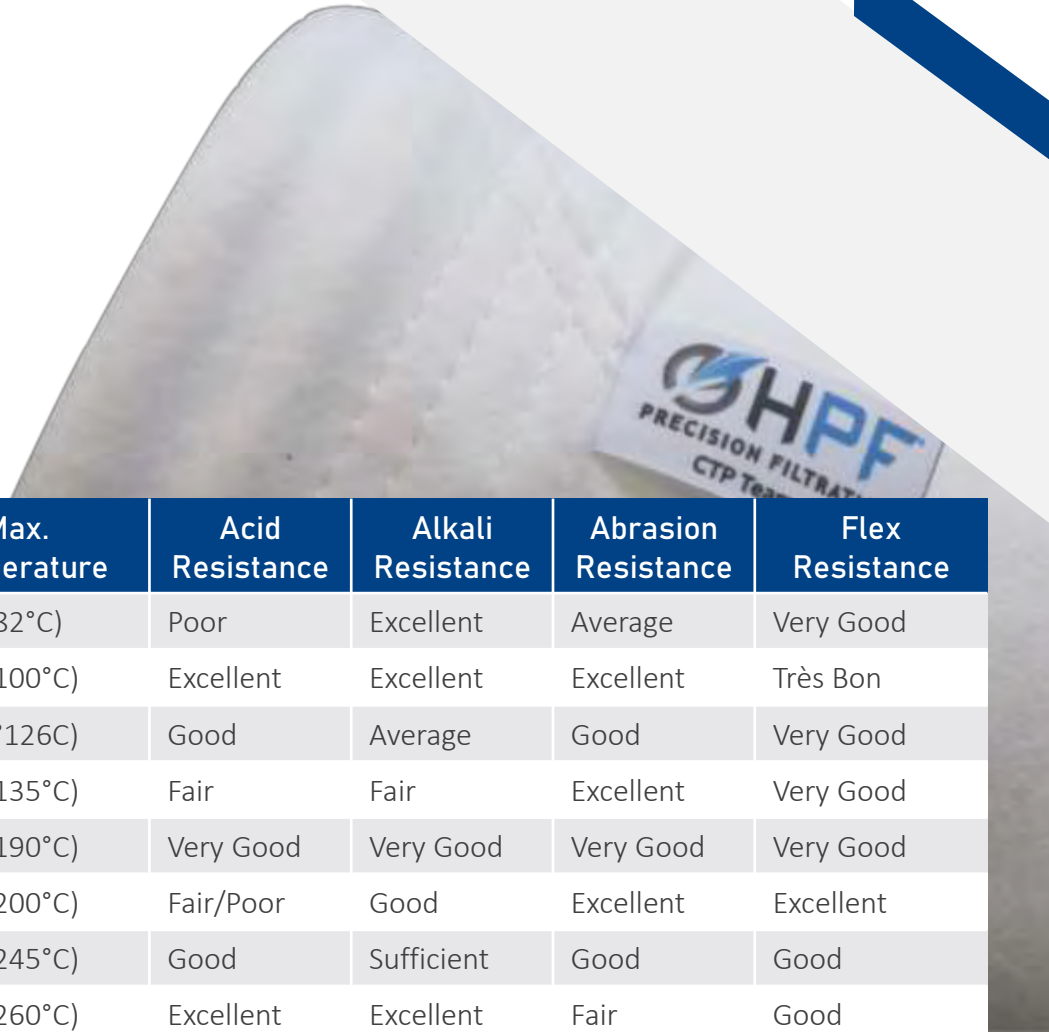 HPF
PRECISION FILTRAT
CTP Tea
Max. Acid Alkali Abrasion Flex
erature Resistance Resistance Resistance Resistance
82°C) Poor Excellent Average Very Good
100°C) Excellent Excellent Excellent Très Bon
°126C) Good Average Good Very Good
135°C) Fair Fair Excellent Very Good
190°C) Very Good Very Good Very Good Very Good
200°C) Fair/Poor Good Excellent Excellent
245°C) Good Sufficient Good Good
260°C) Excellent Excellent Fair Good